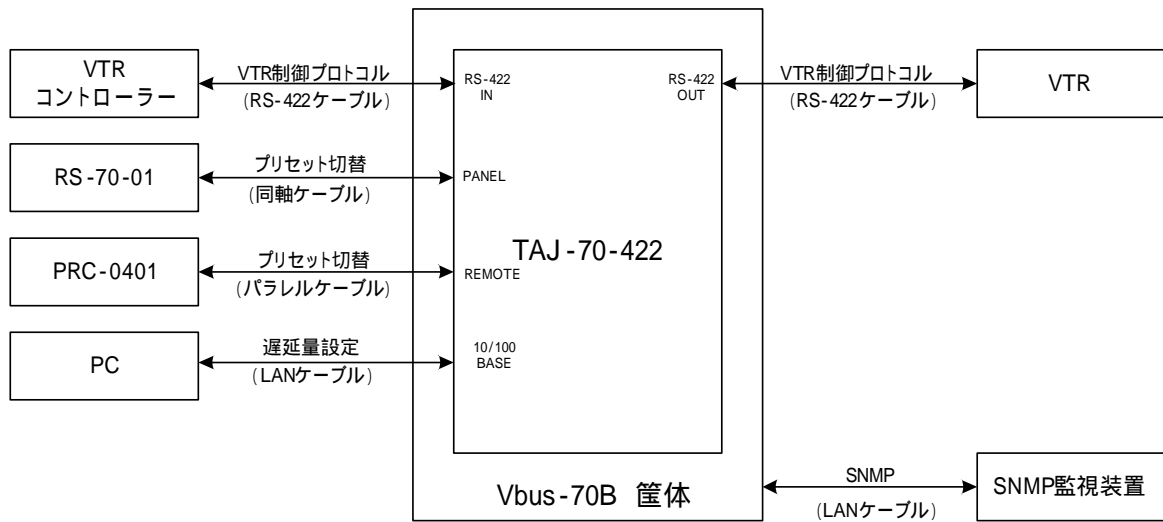 VTR
コントローラー
VTR制御プロトコル
(RS-422ケーブル)
RS-422
IN
RS-422
OUT
VTR制御プロトコル
(RS-422ケーブル)
VTR
RS-70-01
プリセット切替
(同軸ケーブル)
PANEL
TAJ-70-422
PRC-0401
プリセット切替
(パラレルケーブル)
REMOTE
PC
遅延量設定
(LANケーブル)
10/100
BASE
Vbus-70B 筐体
SNMP
(LANケーブル)
SNMP監視装置